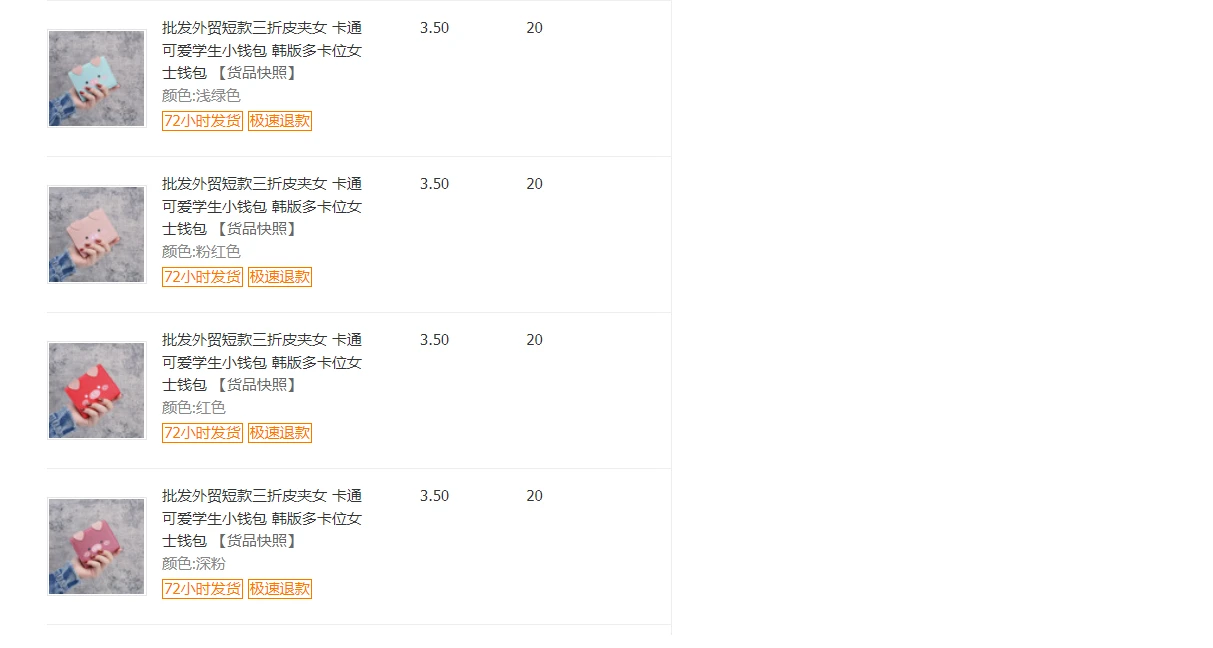 批发外贸短款三折皮夹女 卡通 3.50 20
可爱学生小钱包 韩版多卡位女
士钱包 【货品快照】
颜色:浅绿色
72小时发货 极速退款
批发外贸短款三折皮夹女 卡通 3.50 20
可爱学生小钱包 韩版多卡位女
士钱包 【货品快照】
颜色:粉红色
72小时发货 极速退款
批发外贸短款三折皮夹女 卡通 3.50 20
可爱学生小钱包 韩版多卡位女
士钱包 【货品快照】
颜色:红色
72小时发货 极速退款
批发外贸短款三折皮夹女 卡通 3.50 20
可爱学生小钱包 韩版多卡位女
士钱包 【货品快照】
颜色:深粉
72小时发货 极速退款